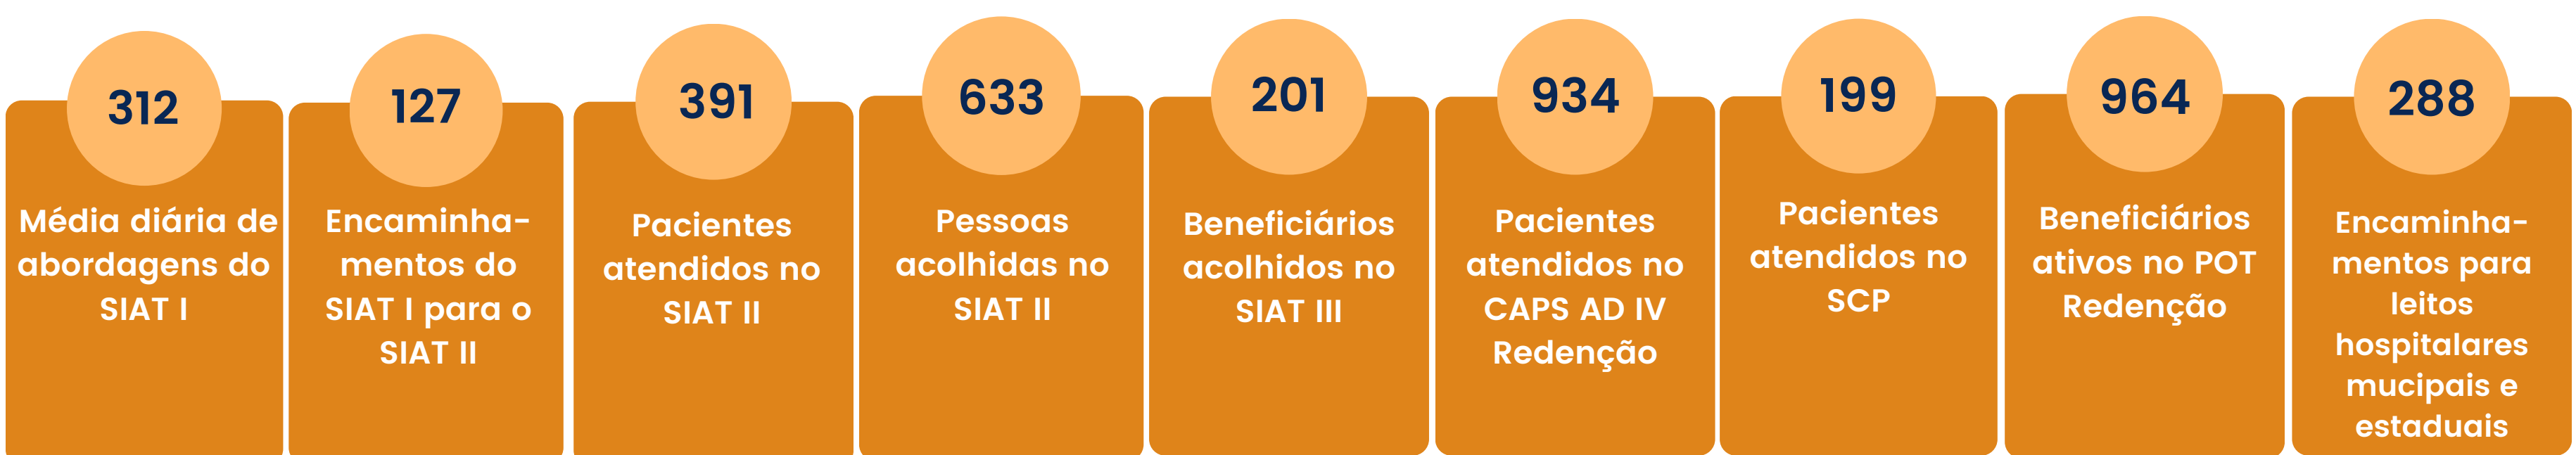 312
Média diária de
abordagens do
SIAT I
127
Encaminha-
mentos do
SIAT I para o
SIAT II
391
Pacientes
atendidos no
SIAT II
633
Pessoas
acolhidas no
SIAT II
201
Beneficiários
acolhidos no
SIAT III
934
Pacientes
atendidos no
CAPS AD IV
Redenção
199
Pacientes
atendidos no
SCP
964
Beneficiários
ativos no POT
Redenção
288
Encaminha-
mentos para
leitos
hospitalares
mucipais e
estaduais